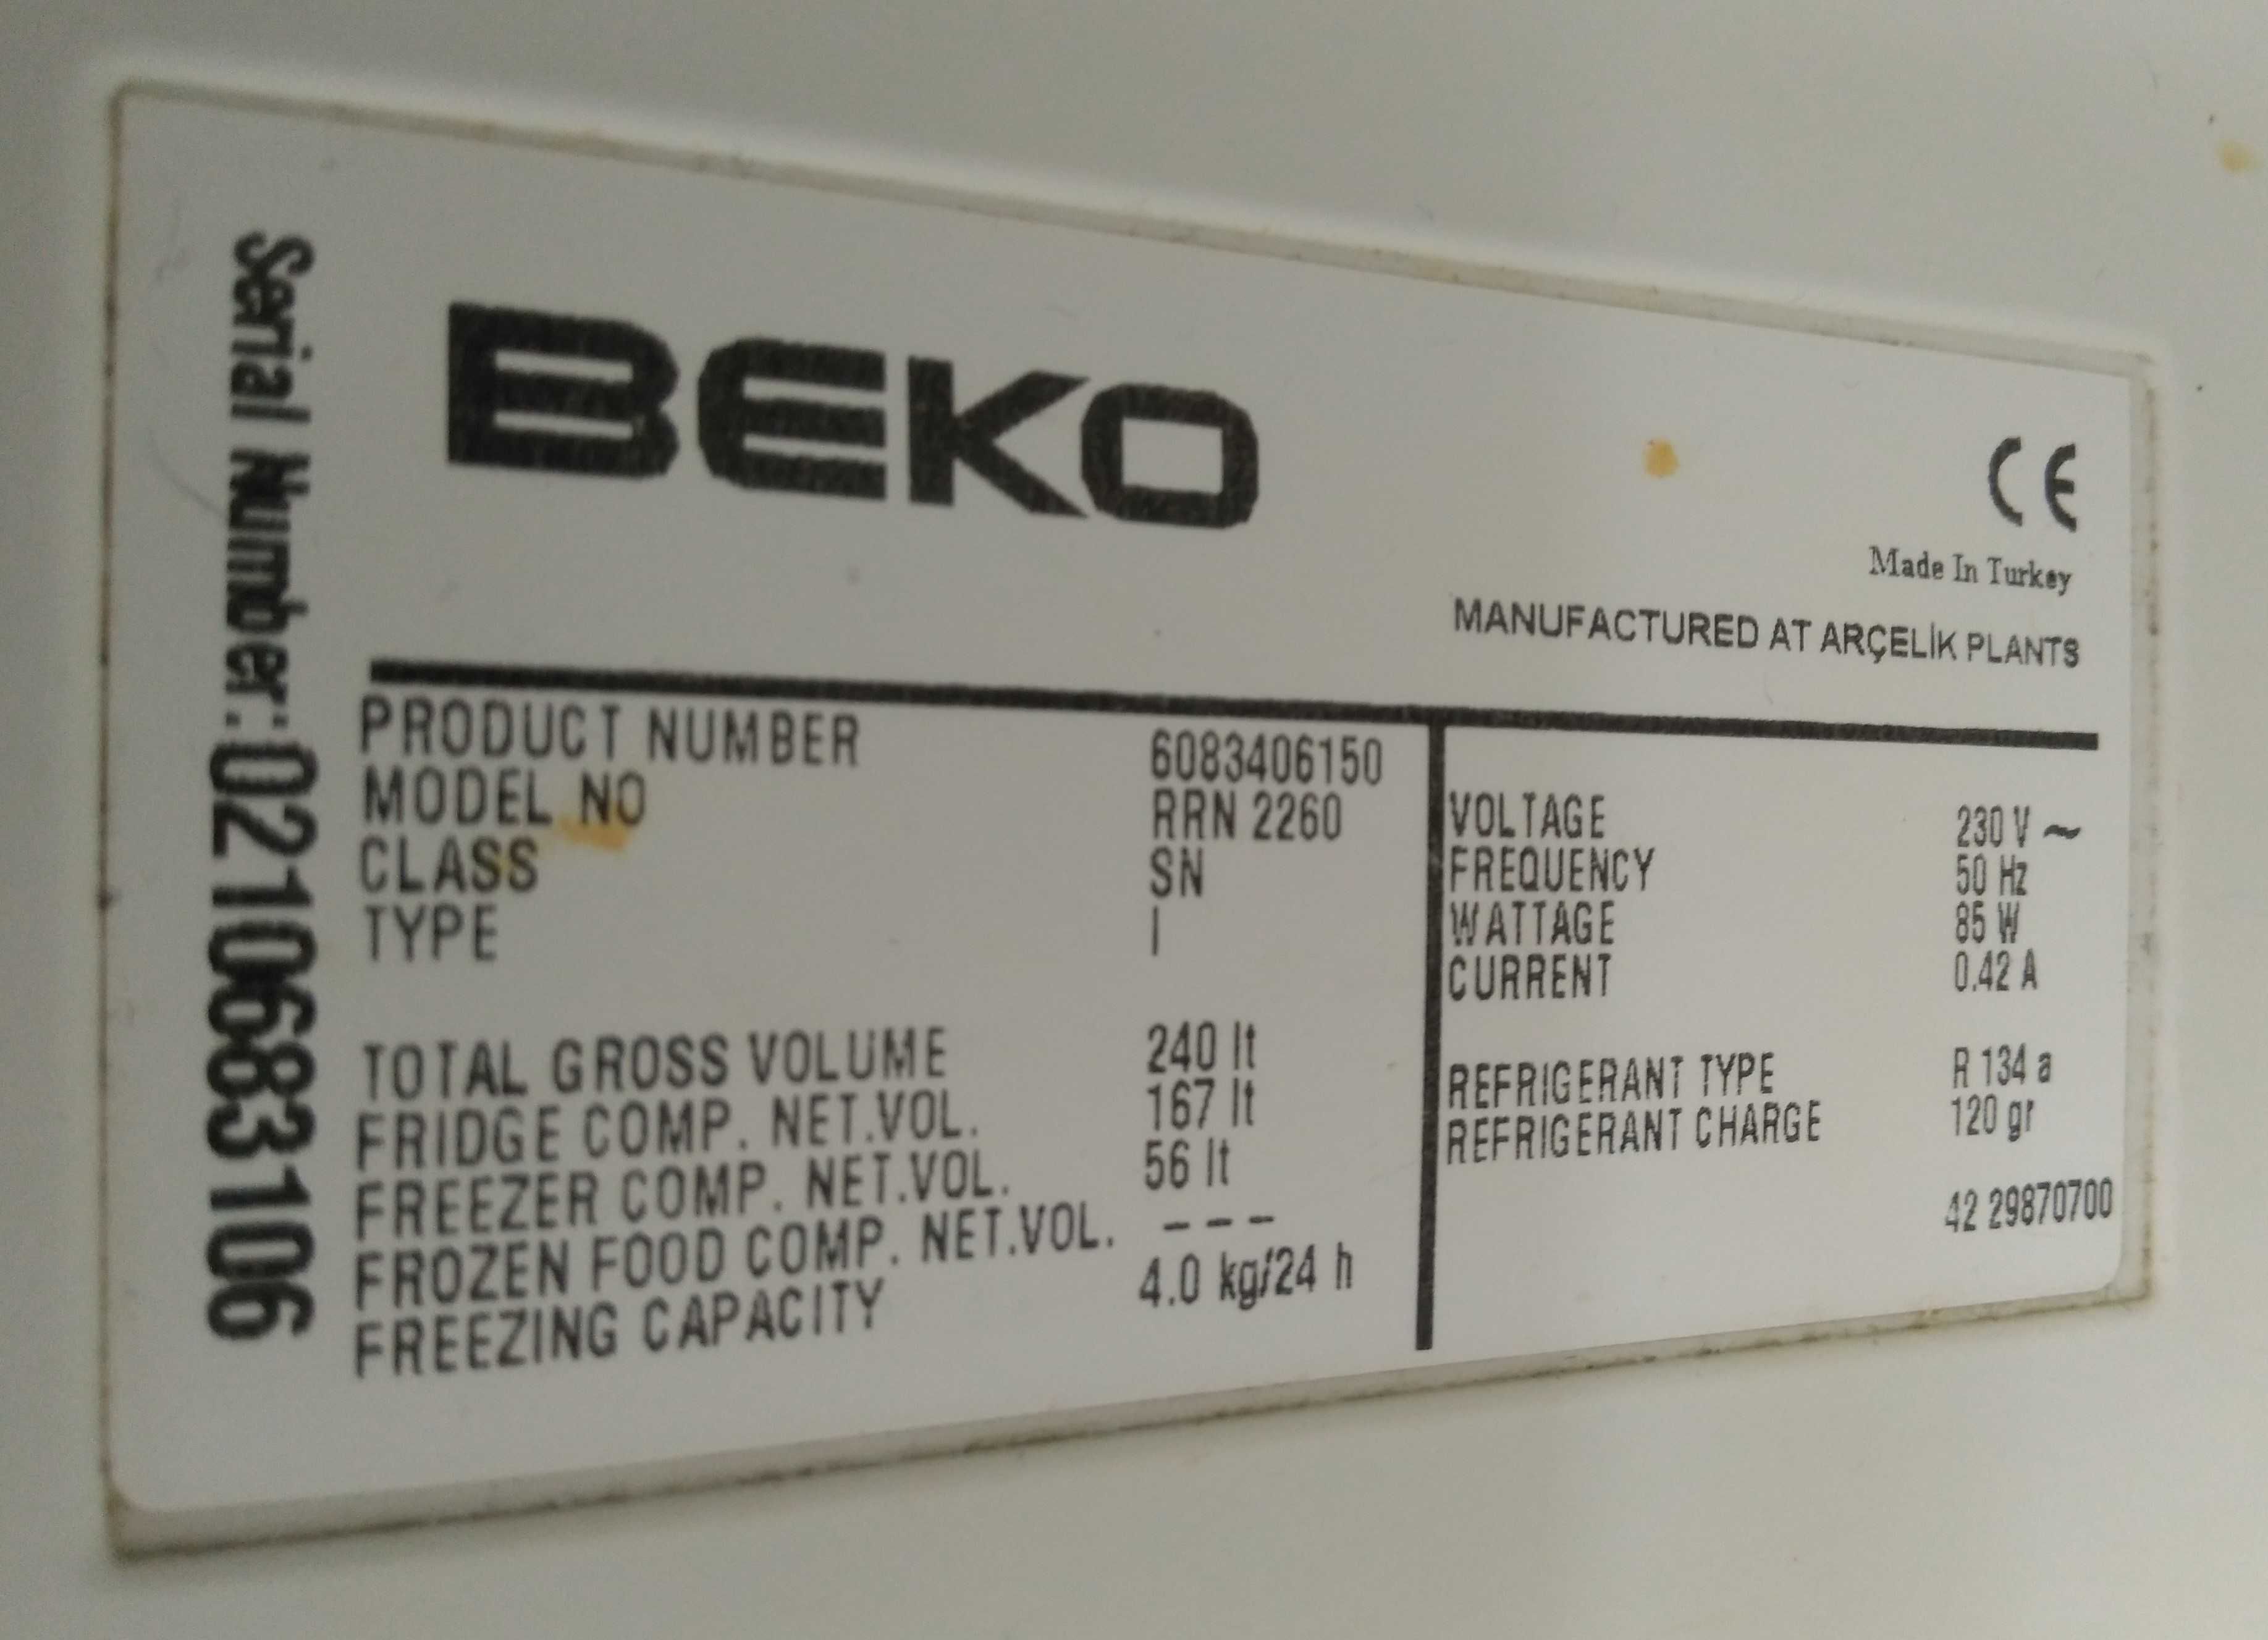 BEKO
CE
Made In Turkey
MANUFACTURED AT ARÇELİK PLANTS
Serial Number:0210683106
PRODUCT NUMBER 6083406150
MODEL NO RRN 2260
CLASS SN
TYPE I
TOTAL GROSS VOLUME 240 lt
FRIDGE COMP. NET.VOL. 167 lt
FREEZER COMP. NET.VOL. 56 lt
FROZEN FOOD COMP. NET.VOL. ---
FREEZING CAPACITY 4.0 kg/24 h
VOLTAGE 230 V ~
FREQUENCY 50 Hz
WATTAGE 85 W
CURRENT 0.42 A
REFRIGERANT TYPE R 134 a
REFRIGERANT CHARGE 120 gr
42 29870700